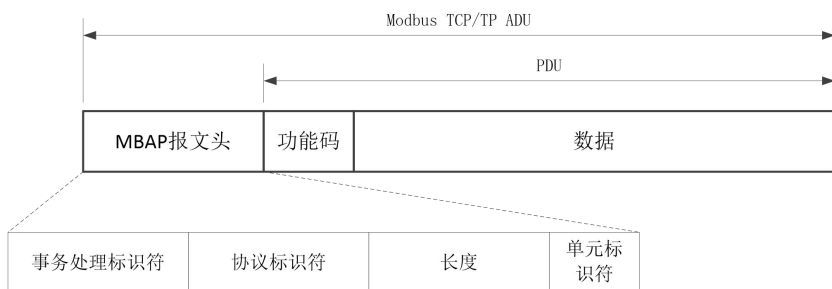 Modbus TCP/TP ADU
PDU
MBAP报文头
功能码
数据
事务处理标识符
协议标识符
长度
单元标
识符